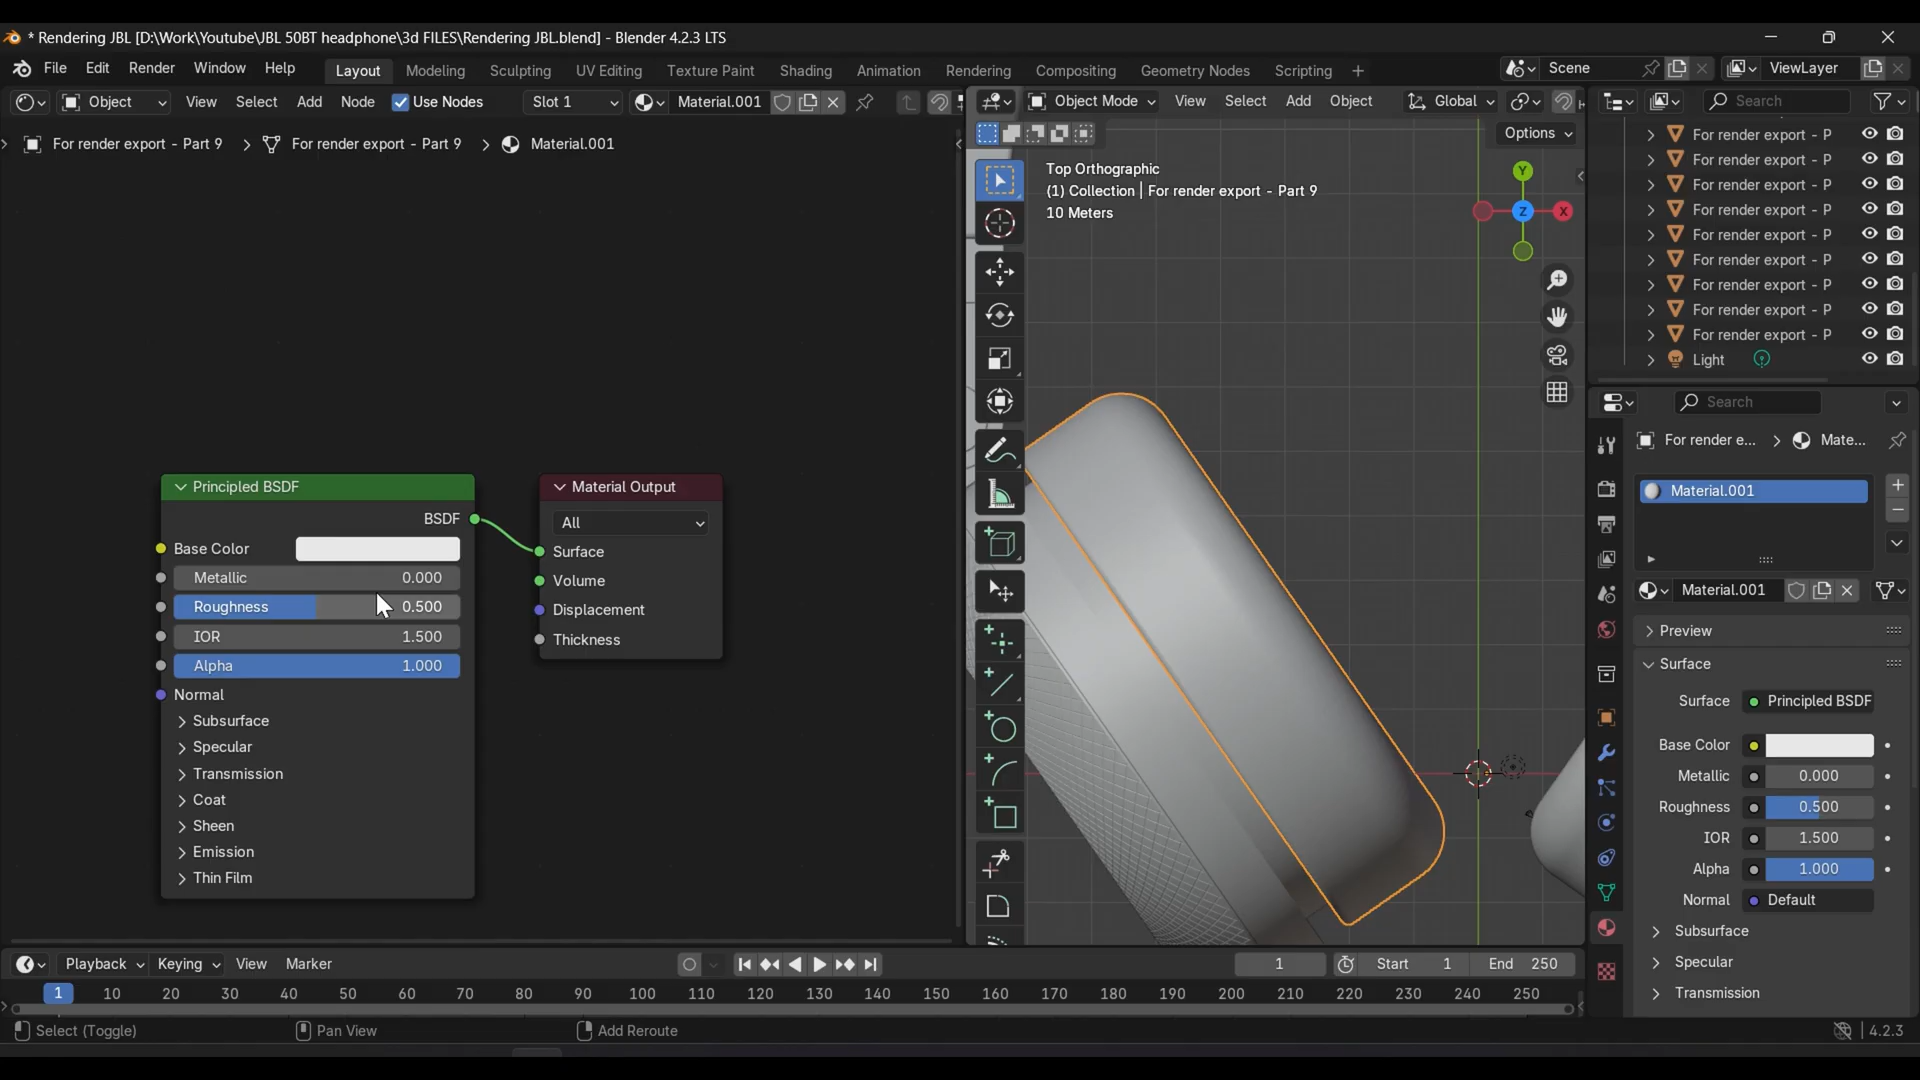 * Rendering JBL [D:\Work\Youtube\JBL 50BT headphone\3d FILES\Rendering JBL.blend] - Blender 4.2.3 LTS
File Edit Render Window Help Layout Modeling Sculpting UV Editing Texture Paint Shading Animation Rendering Compositing Geometry Nodes Scripting + Scene ViewLayer
Object View Select Add Node Use Nodes Slot 1 Material.001
Object Mode View Select Add Object Global Search
Options
For render export - Part 9 > For render export - Part 9 > Material.001
Top Orthographic
(1) Collection | For render export - Part 9
10 Meters
Y
Z
X
For render export - P
For render export - P
For render export - P
For render export - P
For render export - P
For render export - P
For render export - P
For render export - P
For render export - P
Light
Search
For render e... > Mate...
Material.001
Material.001
Preview
Surface
Surface Principled BSDF
Base Color
Metallic 0.000
Roughness 0.500
IOR 1.500
Alpha 1.000
Normal Default
Subsurface
Specular
Transmission
Principled BSDF
BSDF
Base Color
Metallic 0.000
Roughness 0.500
IOR 1.500
Alpha 1.000
Normal
Subsurface
Specular
Transmission
Coat
Sheen
Emission
Thin Film
Material Output
All
Surface
Volume
Displacement
Thickness
Playback Keying View Marker 1 Start 1 End 250
1 10 20 30 40 50 60 70 80 90 100 110 120 130 140 150 160 170 180 190 200 210 220 230 240 250
Select (Toggle) Pan View Add Reroute 4.2.3